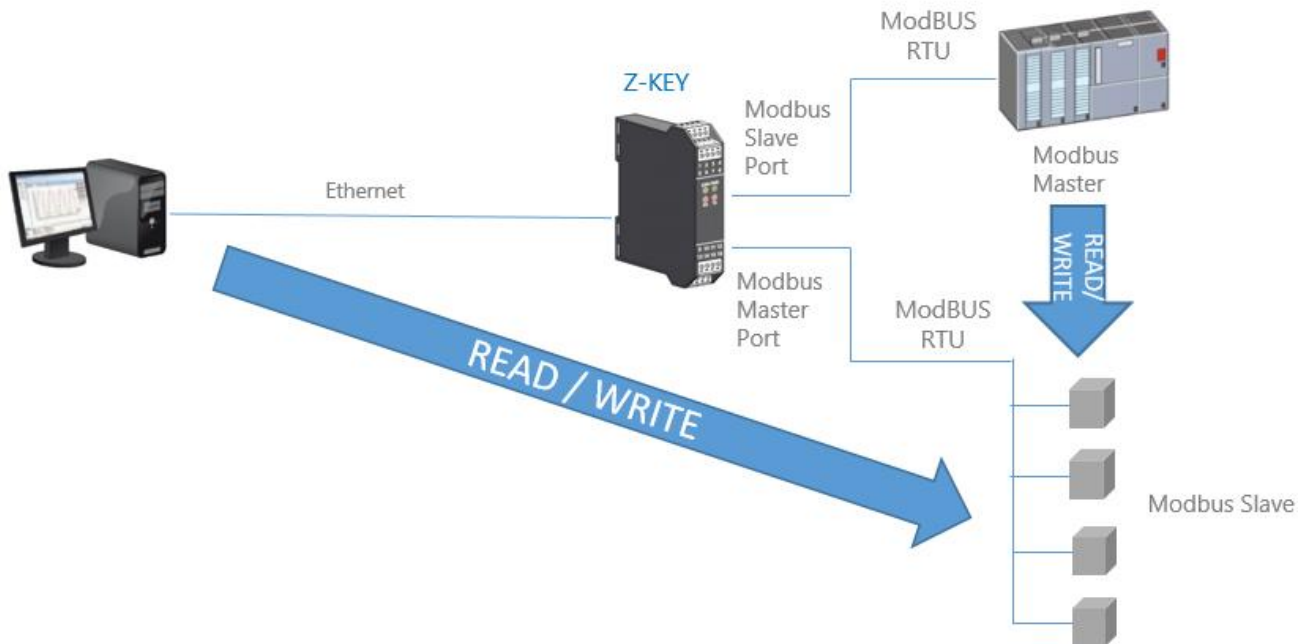 ModBUS
RTU
Z-KEY
Modbus
Slave
Port
Modbus
Master
Ethernet
READ/
WRITE
Modbus
Master
Port
ModBUS
RTU
READ / WRITE
Modbus Slave